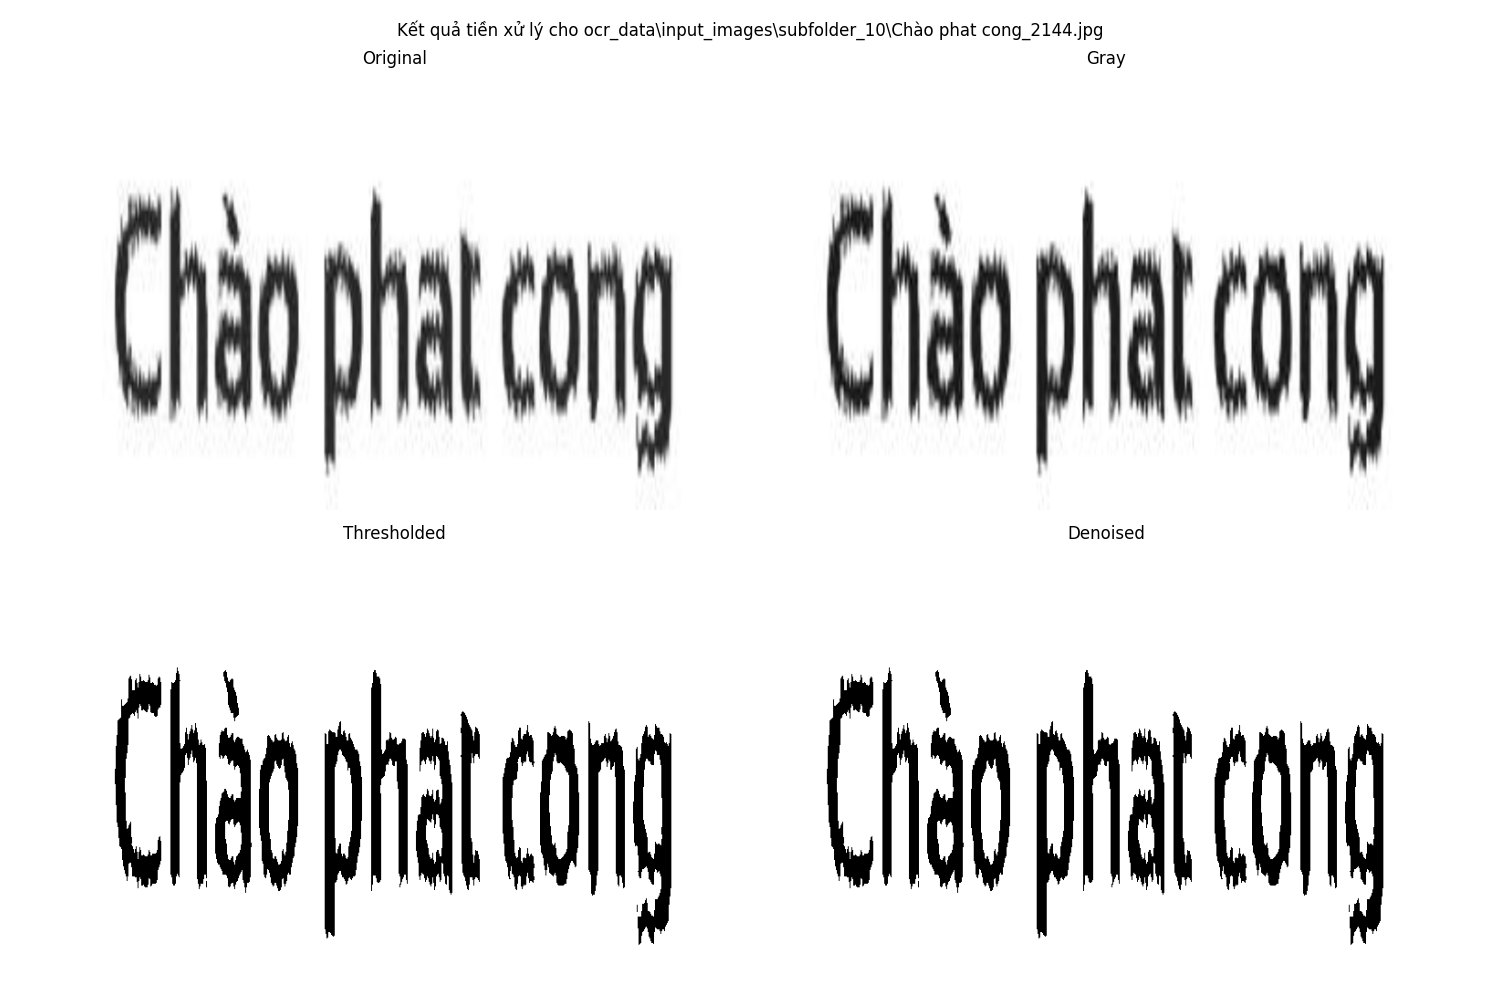 Kết quả tiền xử lý cho ocr_data\input_images\subfolder_10\Chào phat cong_2144.jpg
Original
Gray
Chào phat cong
Chào phat cong
Thresholded
Denoised
Chào phat cong
Chào phat cong